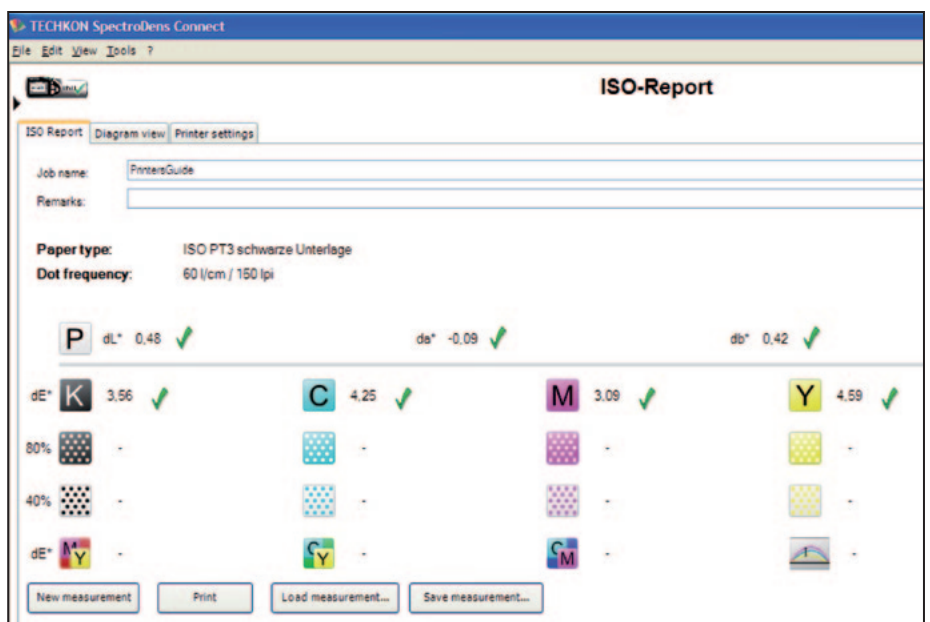 TECHKON SpectroDens Connect
File Edit View Tools ?
ISO-Report
ISO Report Diagram view Printer settings
Job name: PrintersGuide
Remarks:
Paper type: ISO PT3 schwarze Unterlage
Dot frequency: 60 l/cm / 150 lpi
P dL* 0,48 da* -0,09 db* 0,42
dE* K 3,56 C 4,25 M 3,09 Y 4,59
80% - - - -
40% - - - -
dE* MY - CY - CM - -
New measurement Print Load measurement... Save measurement...